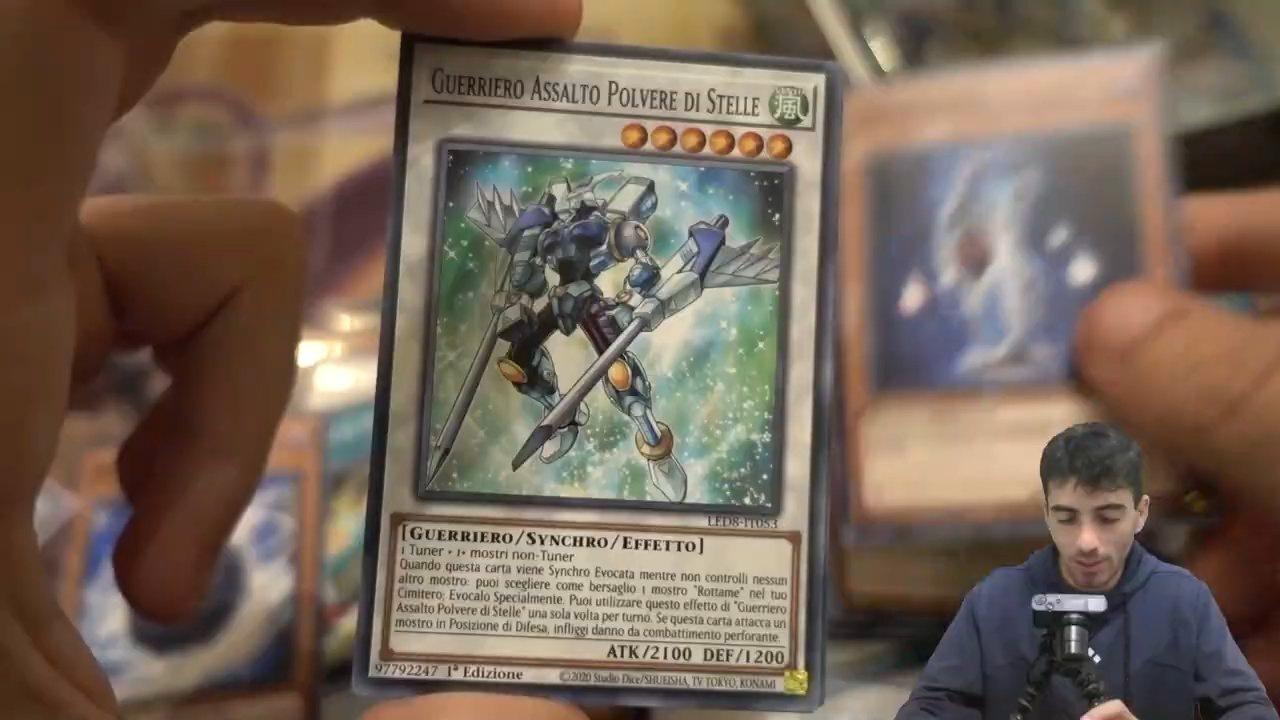 GUERRIERO ASSALTO POLVERE DI STELLE
風
LED8-IT053
[GUERRIERO/SYNCHRO/EFFETTO]
1 Tuner + 1+ mostri non-Tuner
Quando questa carta viene Synchro Evocata mentre non controlli nessun
altro mostro: puoi scegliere come bersaglio 1 mostro "Rottame" nel tuo
Cimitero; Evocalo Specialmente. Puoi utilizzare questo effetto di "Guerriero
Assalto Polvere di Stelle" una sola volta per turno. Se questa carta attacca un
mostro in Posizione di Difesa, infliggi danno da combattimento perforante.
ATK/2100 DEF/1200
97792247 1ª Edizione ©2020 Studio Dice/SHUEISHA, TV TOKYO, KONAMI